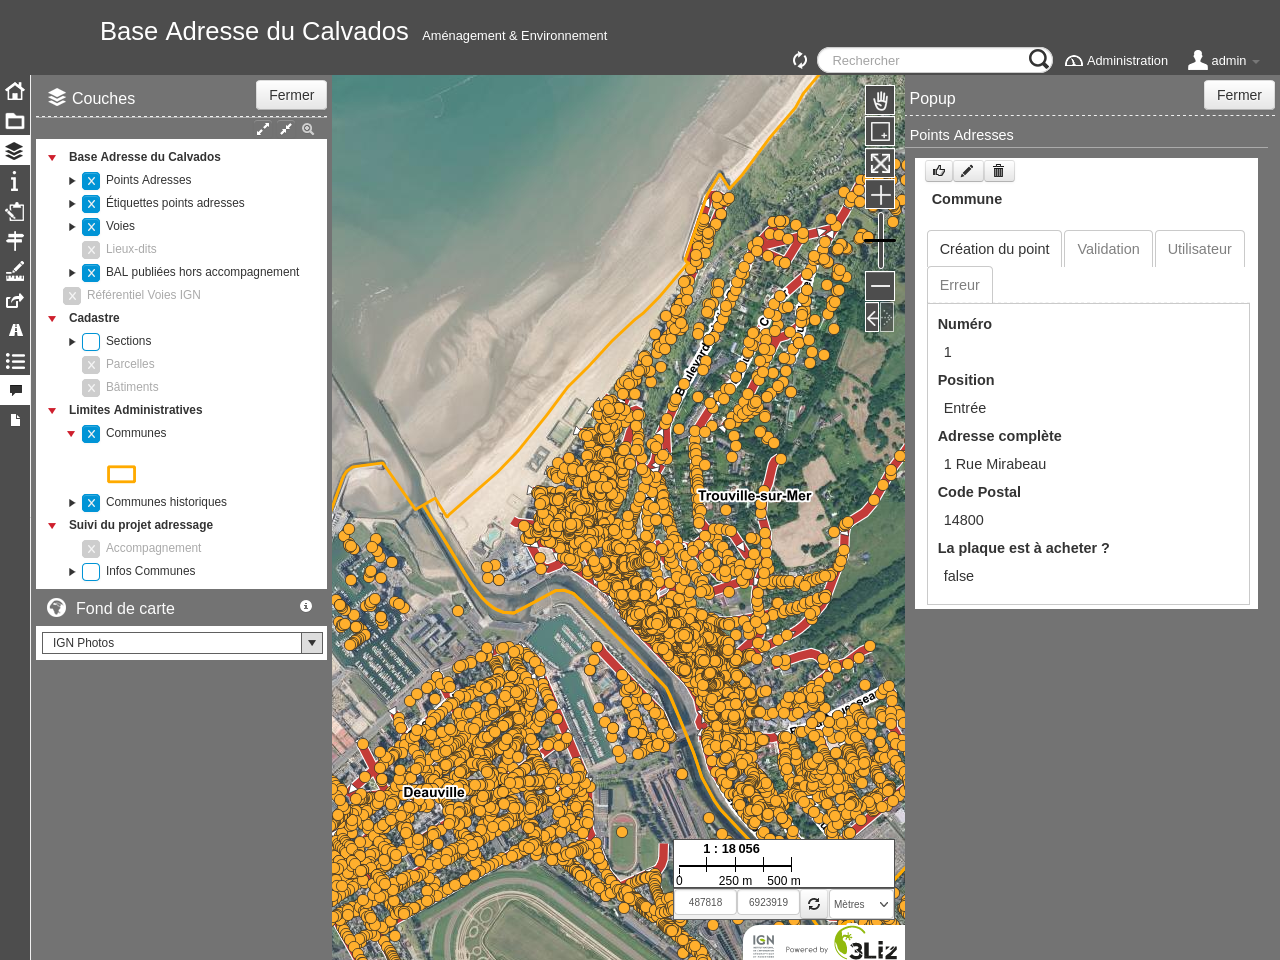 Base Adresse du Calvados Aménagement & Environnement
Rechercher Administration admin
Couches Fermer
Base Adresse du Calvados
Points Adresses
Étiquettes points adresses
Voies
Lieux-dits
BAL publiées hors accompagnement
Référentiel Voies IGN
Cadastre
Sections
Parcelles
Bâtiments
Limites Administratives
Communes
Communes historiques
Suivi du projet adressage
Accompagnement
Infos Communes
Fond de carte
IGN Photos
Trouville-sur-Mer
Deauville
1 : 18 056
0 250 m 500 m
487818 6923919 Mètres
IGN Powered by 3Liz
Popup Fermer
Points Adresses
Commune
Création du point Validation Utilisateur
Erreur
Numéro
1
Position
Entrée
Adresse complète
1 Rue Mirabeau
Code Postal
14800
La plaque est à acheter ?
false